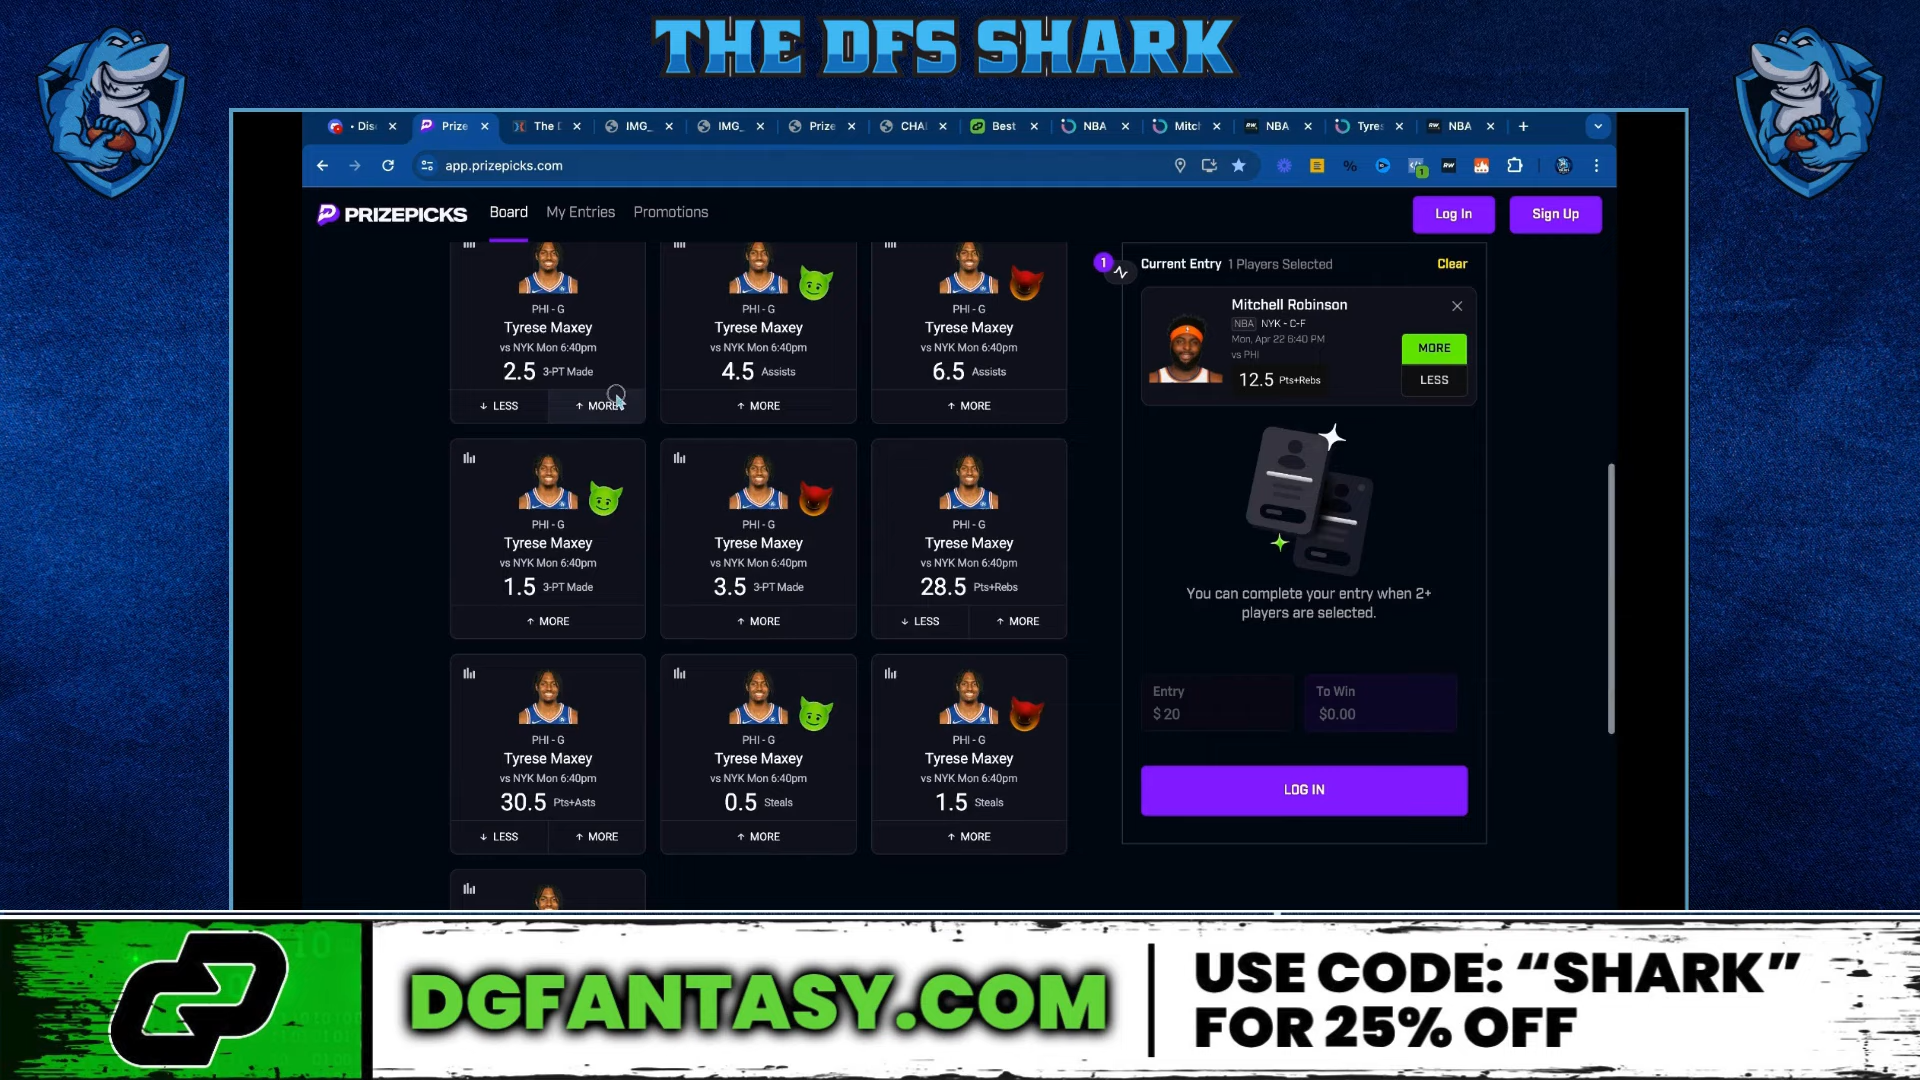 THE DFS SHARK
• Dis
Prize
The D
IMG_
IMG_
Prize
CHAL
Best
NBA
Mitch
NBA
Tyres
NBA
app.prizepicks.com
PRIZEPICKS
Board
My Entries
Promotions
Log In
Sign Up
PHI - G
Tyrese Maxey
vs NYK Mon 6:40pm
2.5 3-PT Made
↓ LESS
↑ MORE
PHI - G
Tyrese Maxey
vs NYK Mon 6:40pm
4.5 Assists
↑ MORE
PHI - G
Tyrese Maxey
vs NYK Mon 6:40pm
6.5 Assists
↑ MORE
PHI - G
Tyrese Maxey
vs NYK Mon 6:40pm
1.5 3-PT Made
↑ MORE
PHI - G
Tyrese Maxey
vs NYK Mon 6:40pm
3.5 3-PT Made
↑ MORE
PHI - G
Tyrese Maxey
vs NYK Mon 6:40pm
28.5 Pts+Rebs
↓ LESS
↑ MORE
PHI - G
Tyrese Maxey
vs NYK Mon 6:40pm
30.5 Pts+Asts
↓ LESS
↑ MORE
PHI - G
Tyrese Maxey
vs NYK Mon 6:40pm
0.5 Steals
↑ MORE
PHI - G
Tyrese Maxey
vs NYK Mon 6:40pm
1.5 Steals
↑ MORE
1
Current Entry 1 Players Selected
Clear
Mitchell Robinson
NBA NYK - C-F
Mon, Apr 22 6:40 PM
vs PHI
12.5 Pts+Rebs
MORE
LESS
You can complete your entry when 2+
players are selected.
Entry
$ 20
To Win
$0.00
LOG IN
DGFANTASY.COM
USE CODE: “SHARK”
FOR 25% OFF